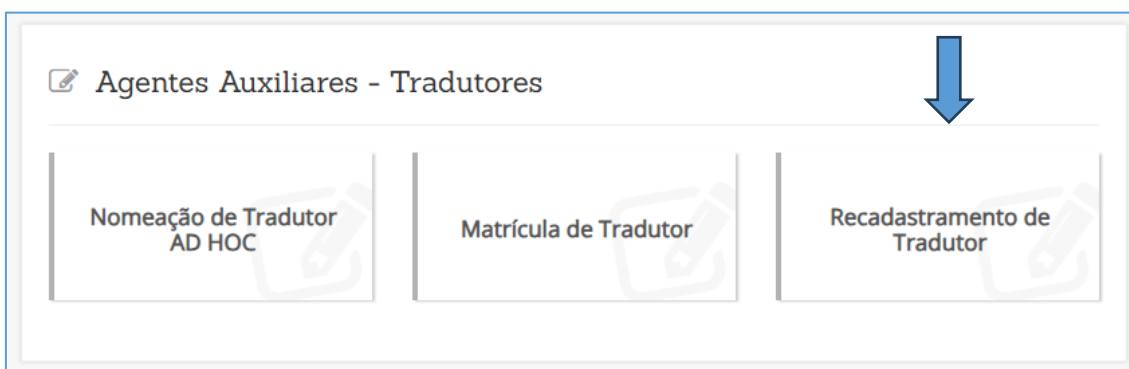 Agentes Auxiliares - Tradutores
Nomeação de Tradutor
AD HOC
Matrícula de Tradutor
Recadastramento de
Tradutor